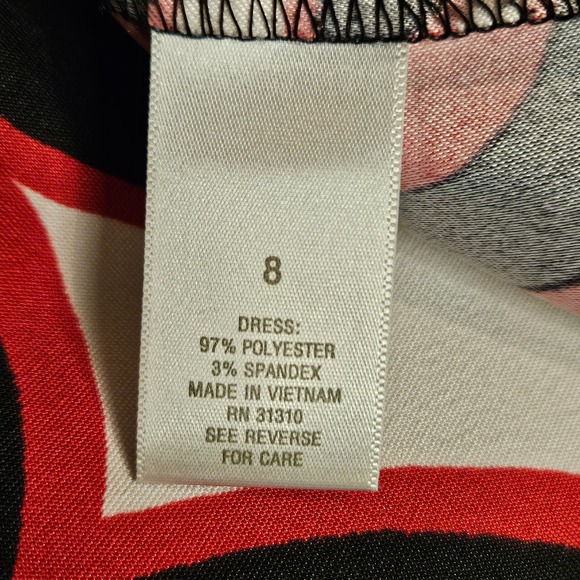 8
DRESS:
97% POLYESTER
3% SPANDEX
MADE IN VIETNAM
RN 31310
SEE REVERSE
FOR CARE